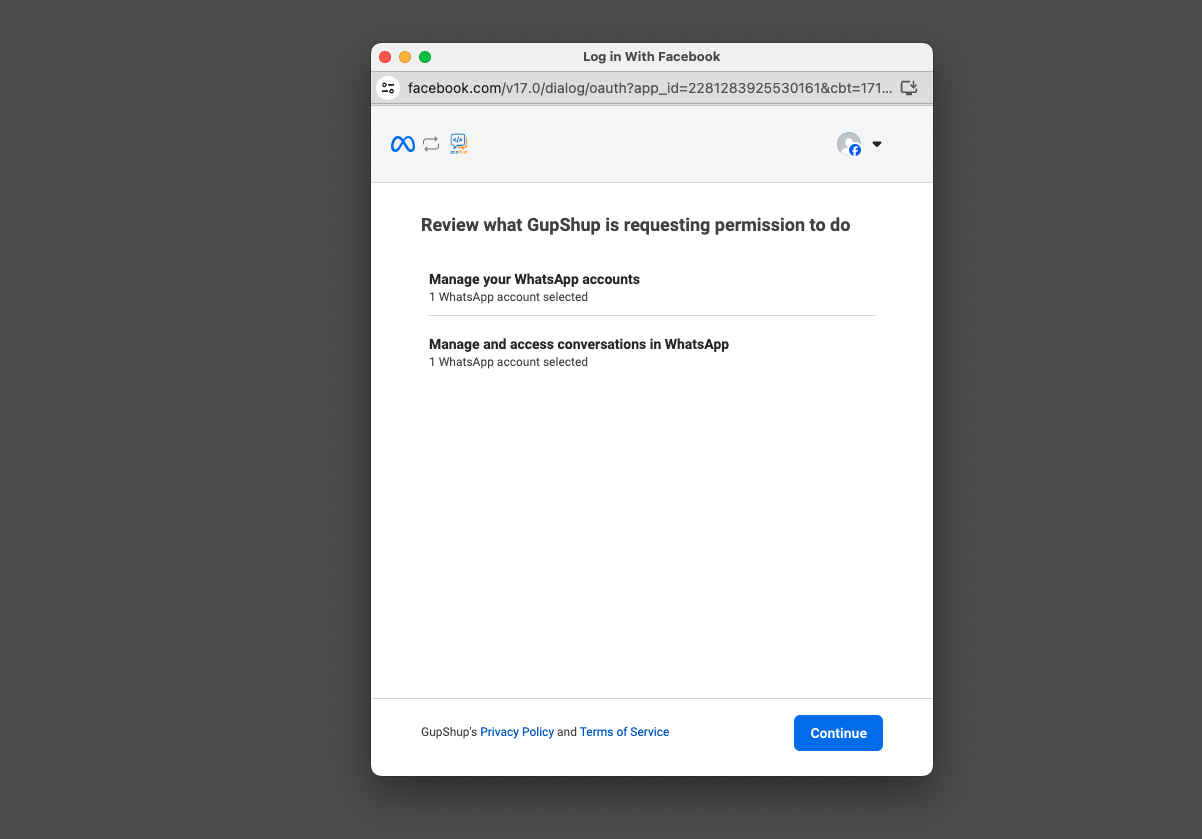 Log in With Facebook
facebook.com/v17.0/dialog/oauth?app_id=2281283925530161&cbt=171...
Review what GupShup is requesting permission to do
Manage your WhatsApp accounts
1 WhatsApp account selected
Manage and access conversations in WhatsApp
1 WhatsApp account selected
GupShup's Privacy Policy and Terms of Service
Continue